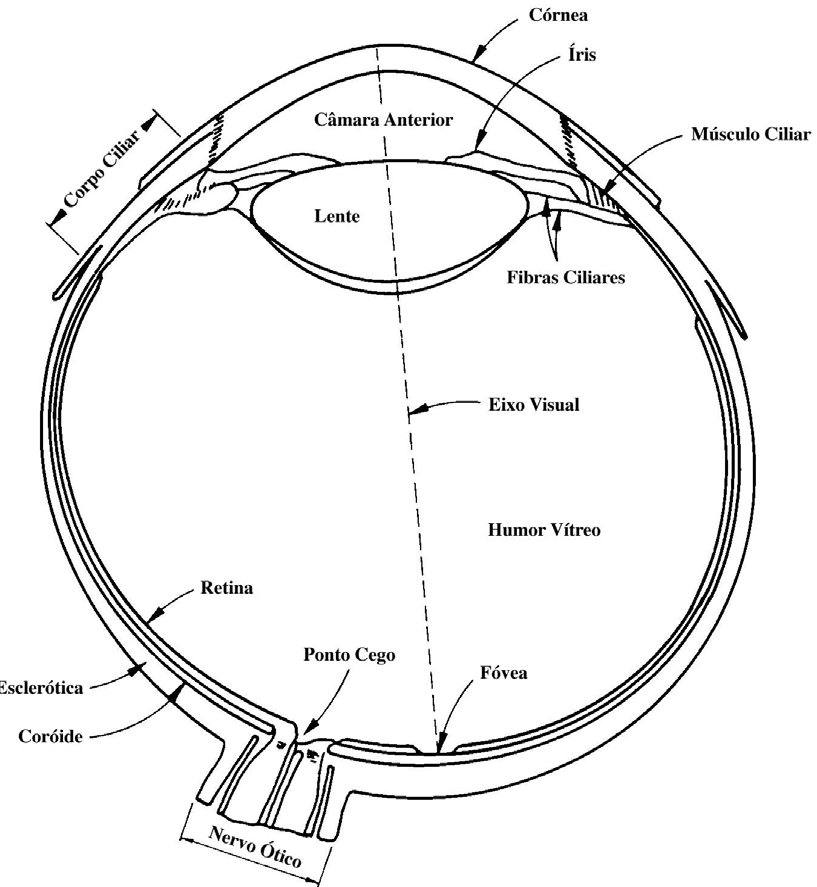 Córnea
Íris
Câmara Anterior
Músculo Ciliar
Corpo Ciliar
Lente
Fibras Ciliares
Eixo Visual
Humor Vítreo
Retina
Ponto Cego
Fóvea
Esclerótica
Coróide
Nervo Ótico